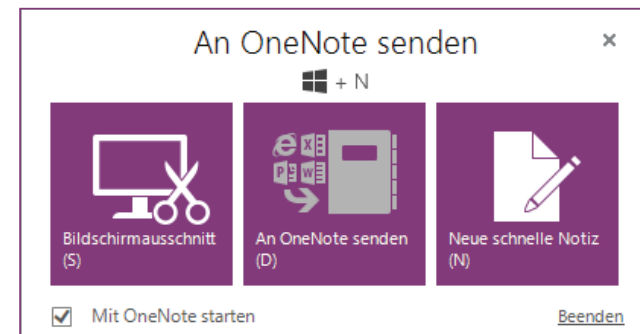 An OneNote senden
+ N
Bildschirmausschnitt
(S)
An OneNote senden
(D)
Neue schnelle Notiz
(N)
Mit OneNote starten
Beenden